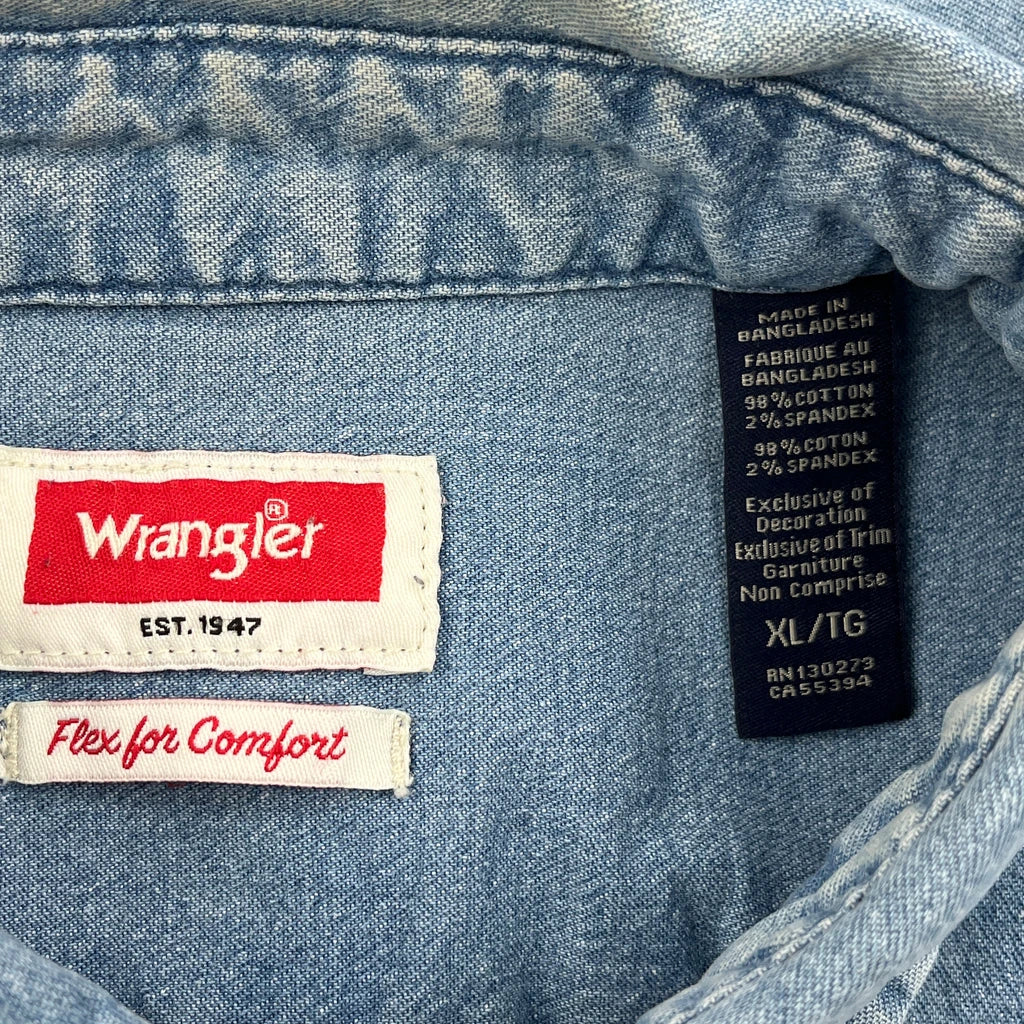 Wrangler®
EST. 1947
Flex for Comfort
MADE IN
BANGLADESH
FABRIQUE AU
BANGLADESH
98% COTTON
2% SPANDEX
98% COTON
2% SPANDEX
Exclusive of
Decoration
Exclusive of Trim
Garniture
Non Comprise
XL/TG
RN130273
CA55394